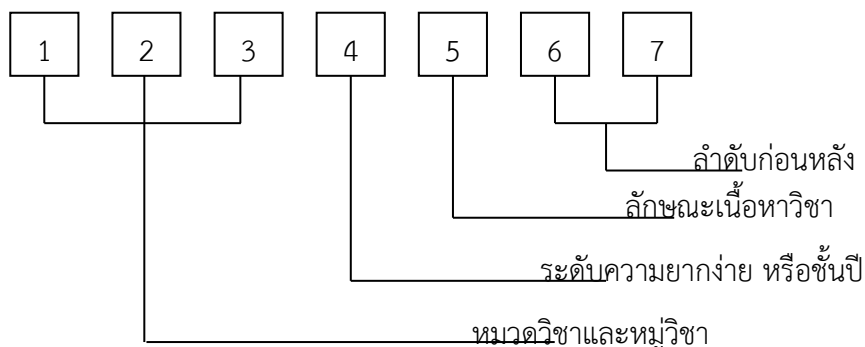 1 2 3 4 5 6 7
ลำดับก่อนหลัง
ลักษณะเนื้อหาวิชา
ระดับความยากง่าย หรือชั้นปี
หมวดวิชาและหมู่วิชา